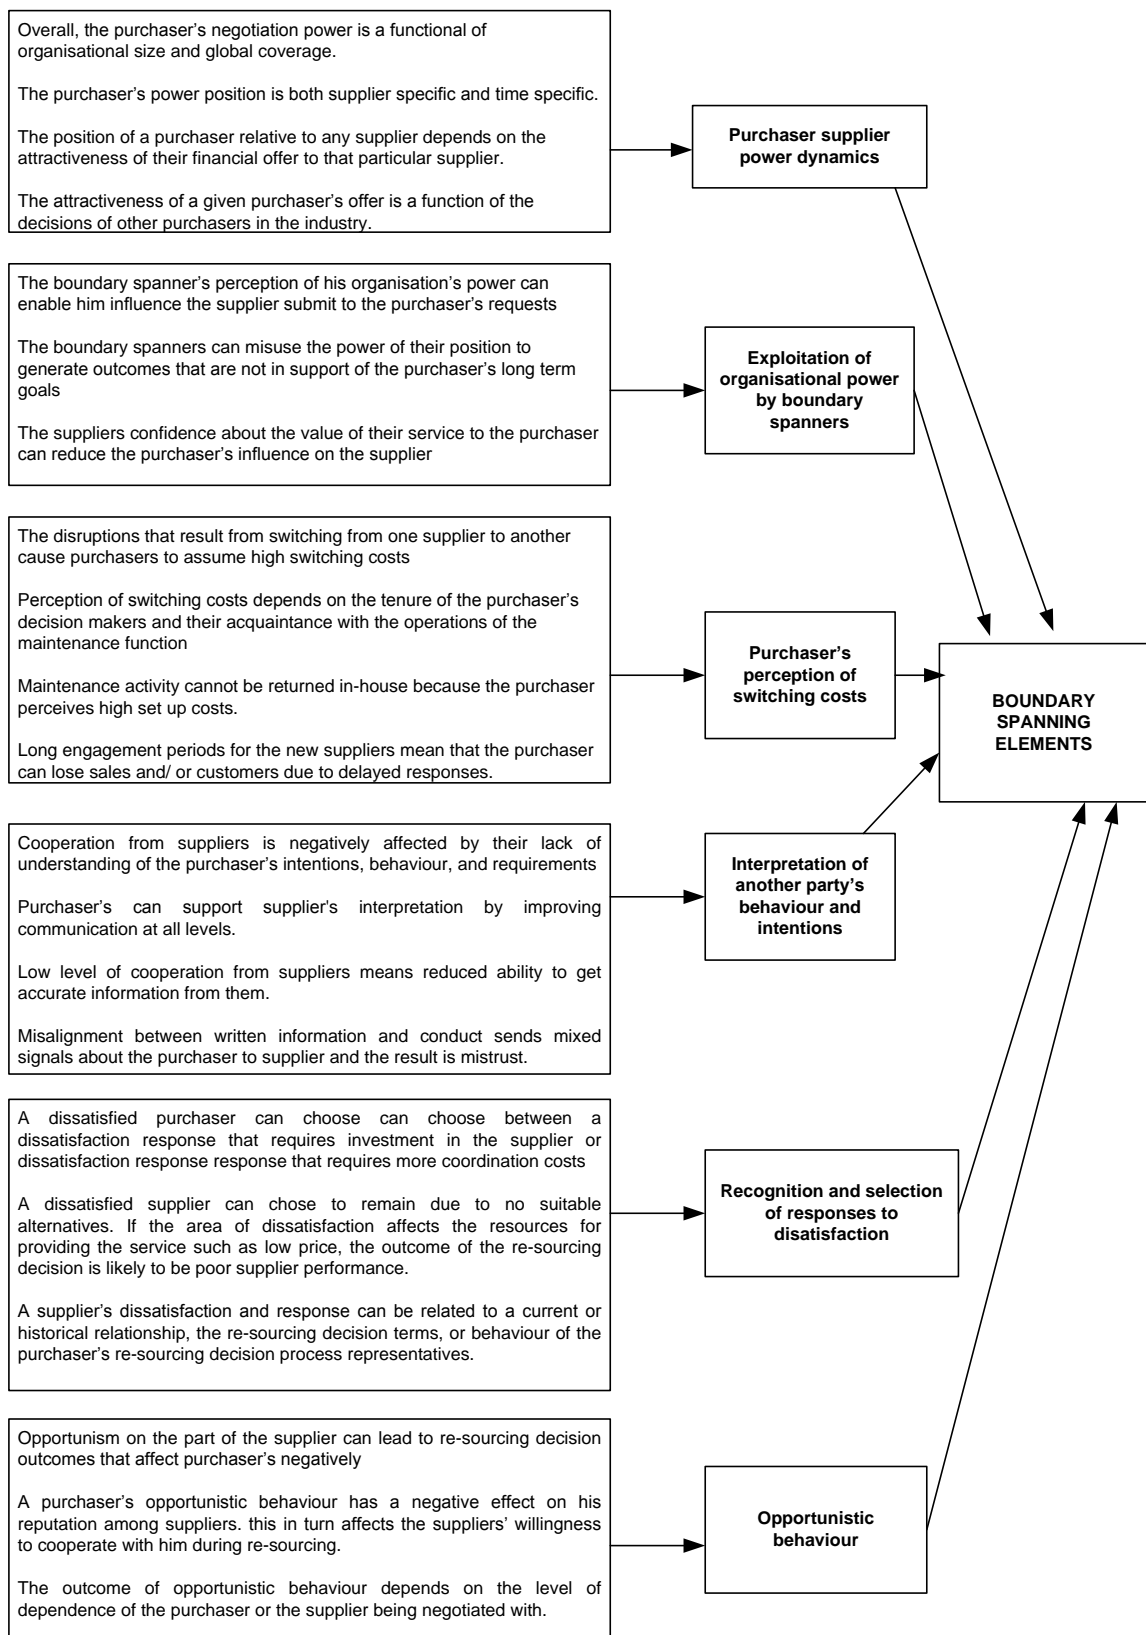 Overall, the purchaser's negotiation power is a functional of
organisational size and global coverage.
The purchaser's power position is both supplier specific and time specific.
The position of a purchaser relative to any supplier depends on the
attractiveness of their financial offer to that particular supplier.
The attractiveness of a given purchaser's offer is a function of the
decisions of other purchasers in the industry.
Purchaser supplier
power dynamics
The boundary spanner's perception of his organisation's power can
enable him influence the supplier submit to the purchaser's requests
The boundary spanners can misuse the power of their position to
generate outcomes that are not in support of the purchaser's long term
goals
The suppliers confidence about the value of their service to the purchaser
can reduce the purchaser's influence on the supplier
Exploitation of
organisational power
by boundary
spanners
The disruptions that result from switching from one supplier to another
cause purchasers to assume high switching costs
Perception of switching costs depends on the tenure of the purchaser's
decision makers and their acquaintance with the operations of the
maintenance function
Maintenance activity cannot be returned in-house because the purchaser
perceives high set up costs.
Long engagement periods for the new suppliers mean that the purchaser
can lose sales and/ or customers due to delayed responses.
Purchaser's
perception of
switching costs
BOUNDARY
SPANNING
ELEMENTS
Cooperation from suppliers is negatively affected by their lack of
understanding of the purchaser's intentions, behaviour, and requirements
Purchaser's can support supplier's interpretation by improving
communication at all levels.
Low level of cooperation from suppliers means reduced ability to get
accurate information from them.
Misalignment between written information and conduct sends mixed
signals about the purchaser to supplier and the result is mistrust.
Interpretation of
another party's
behaviour and
intentions
A dissatisfied purchaser can choose can choose between a
dissatisfaction response that requires investment in the supplier or
dissatisfaction response response that requires more coordination costs
A dissatisfied supplier can chose to remain due to no suitable
alternatives. If the area of dissatisfaction affects the resources for
providing the service such as low price, the outcome of the re-sourcing
decision is likely to be poor supplier performance.
A supplier's dissatisfaction and response can be related to a current or
historical relationship, the re-sourcing decision terms, or behaviour of the
purchaser's re-sourcing decision process representatives.
Recognition and selection
of responses to
disatisfaction
Opportunism on the part of the supplier can lead to re-sourcing decision
outcomes that affect purchaser's negatively
A purchaser's opportunistic behaviour has a negative effect on his
reputation among suppliers. this in turn affects the suppliers' willingness
to cooperate with him during re-sourcing.
The outcome of opportunistic behaviour depends on the level of
dependence of the purchaser or the supplier being negotiated with.
Opportunistic
behaviour